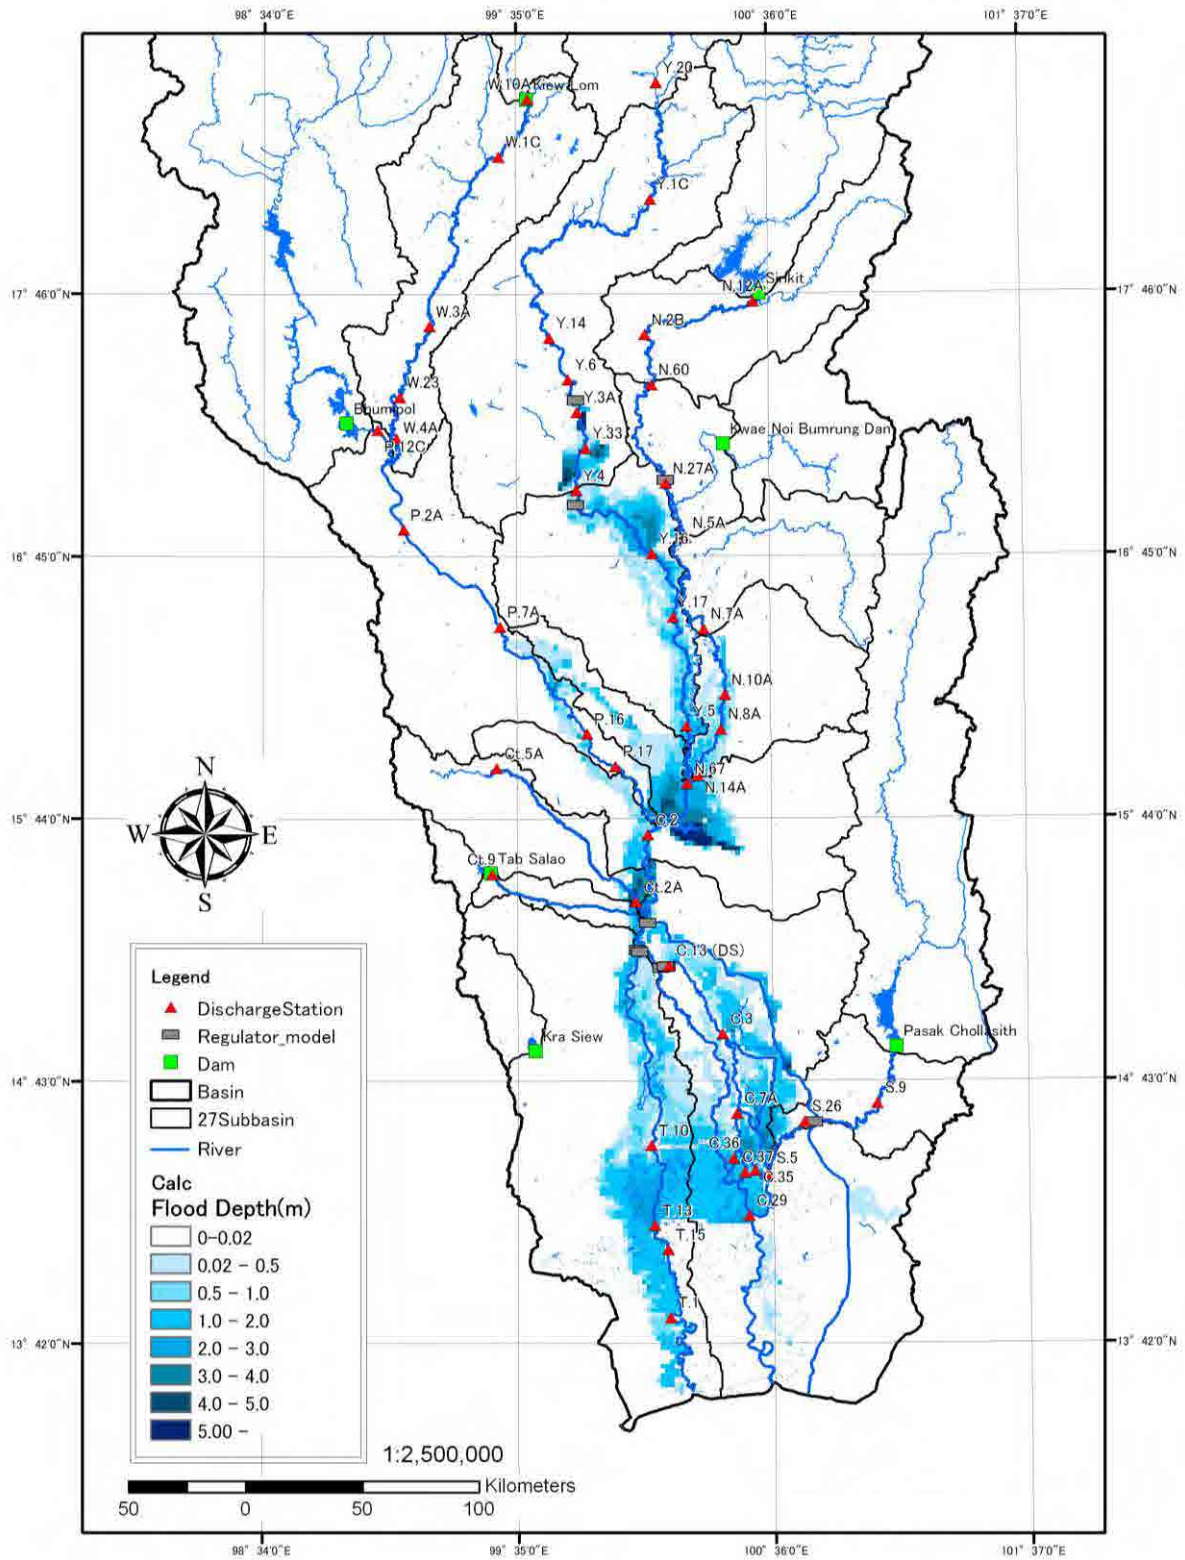 98° 34'0"E
99° 35'0"E
100° 36'0"E
101° 37'0"E
Y.20
W.10A Kiew Lom
W.1C
Y.1C
Sirikit
N.12A
17° 46'0"N
17° 46'0"N
W.3A
Y.14
N.2B
Y.6
N.60
W.23
Y.3A
Bhumipol
W.4A
Y.33
Kwae Noi Bumrung Dan
P.12C
Y.4
N.27A
P.2A
N.5A
Y.16
16° 45'0"N
16° 45'0"N
P.7A
Y.17
N.7A
N.10A
P.16
Y.5
N.8A
Ct.5A
P.17
N.67
N.14A
N
W
E
S
15° 44'0"N
15° 44'0"N
C.2
Ct.9 Tab Salao
Ct.2A
C.13 (DS)
C.3
Kra Siew
Pasak Chollasith
14° 43'0"N
14° 43'0"N
C.7A
S.26
S.9
T.10
C.36
C.37
S.5
C.35
C.29
T.13
T.15
T.1
13° 42'0"N
13° 42'0"N
Legend
DischargeStation
Regulator_model
Dam
Basin
27Subbasin
River
Calc
Flood Depth(m)
0-0.02
0.02 - 0.5
0.5 - 1.0
1.0 - 2.0
2.0 - 3.0
3.0 - 4.0
4.0 - 5.0
5.00 -
1:2,500,000
Kilometers
50
0
50
100
98° 34'0"E
99° 35'0"E
100° 36'0"E
101° 37'0"E